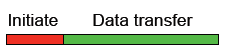 Initiate Data transfer